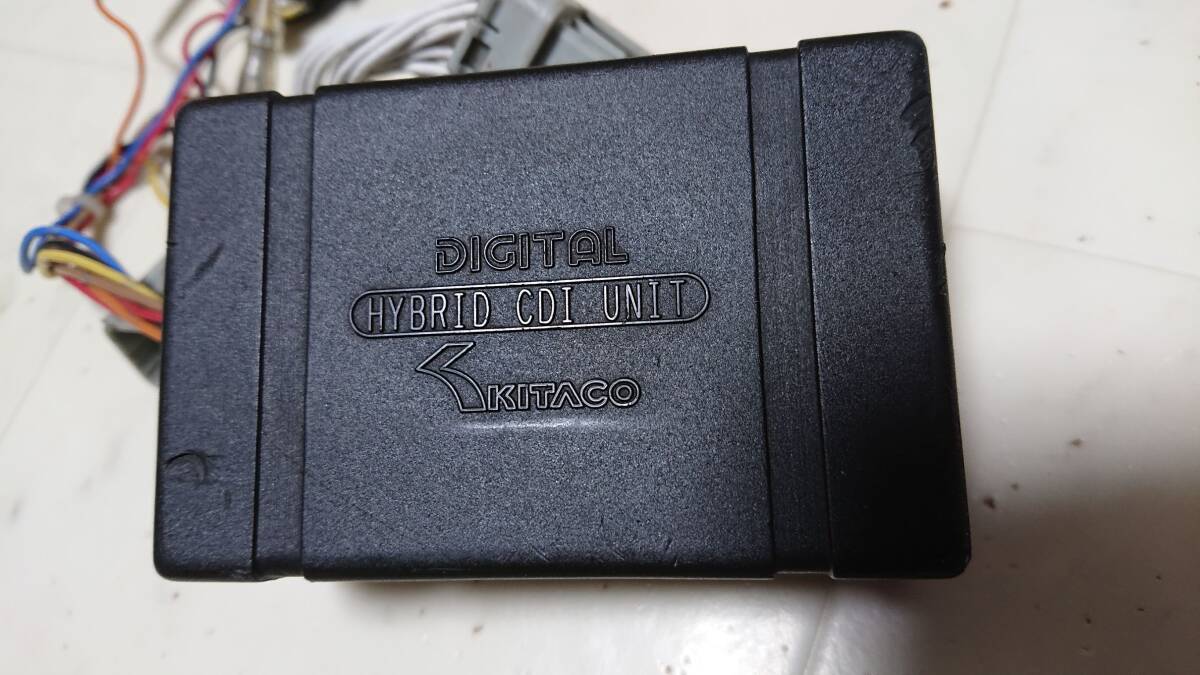 DIGITAL
HYBRID CDI UNIT
KITACO